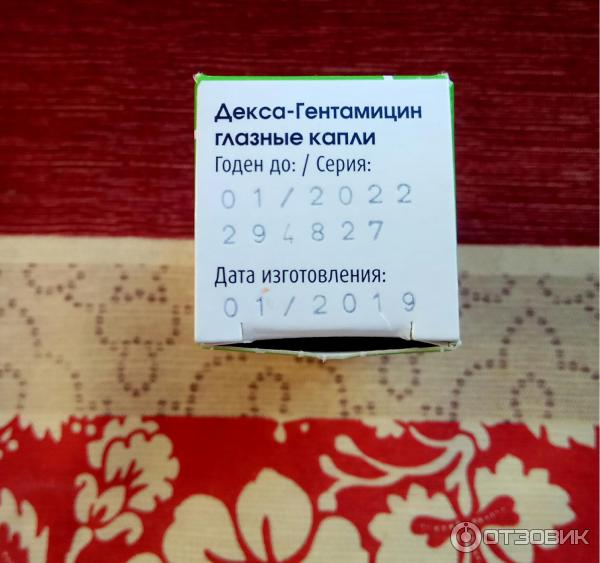 Декса-Гентамицин
глазные капли
Годен до: / Серия:
01/2022
294827
Дата изготовления:
01/2019
ОТЗОВИК